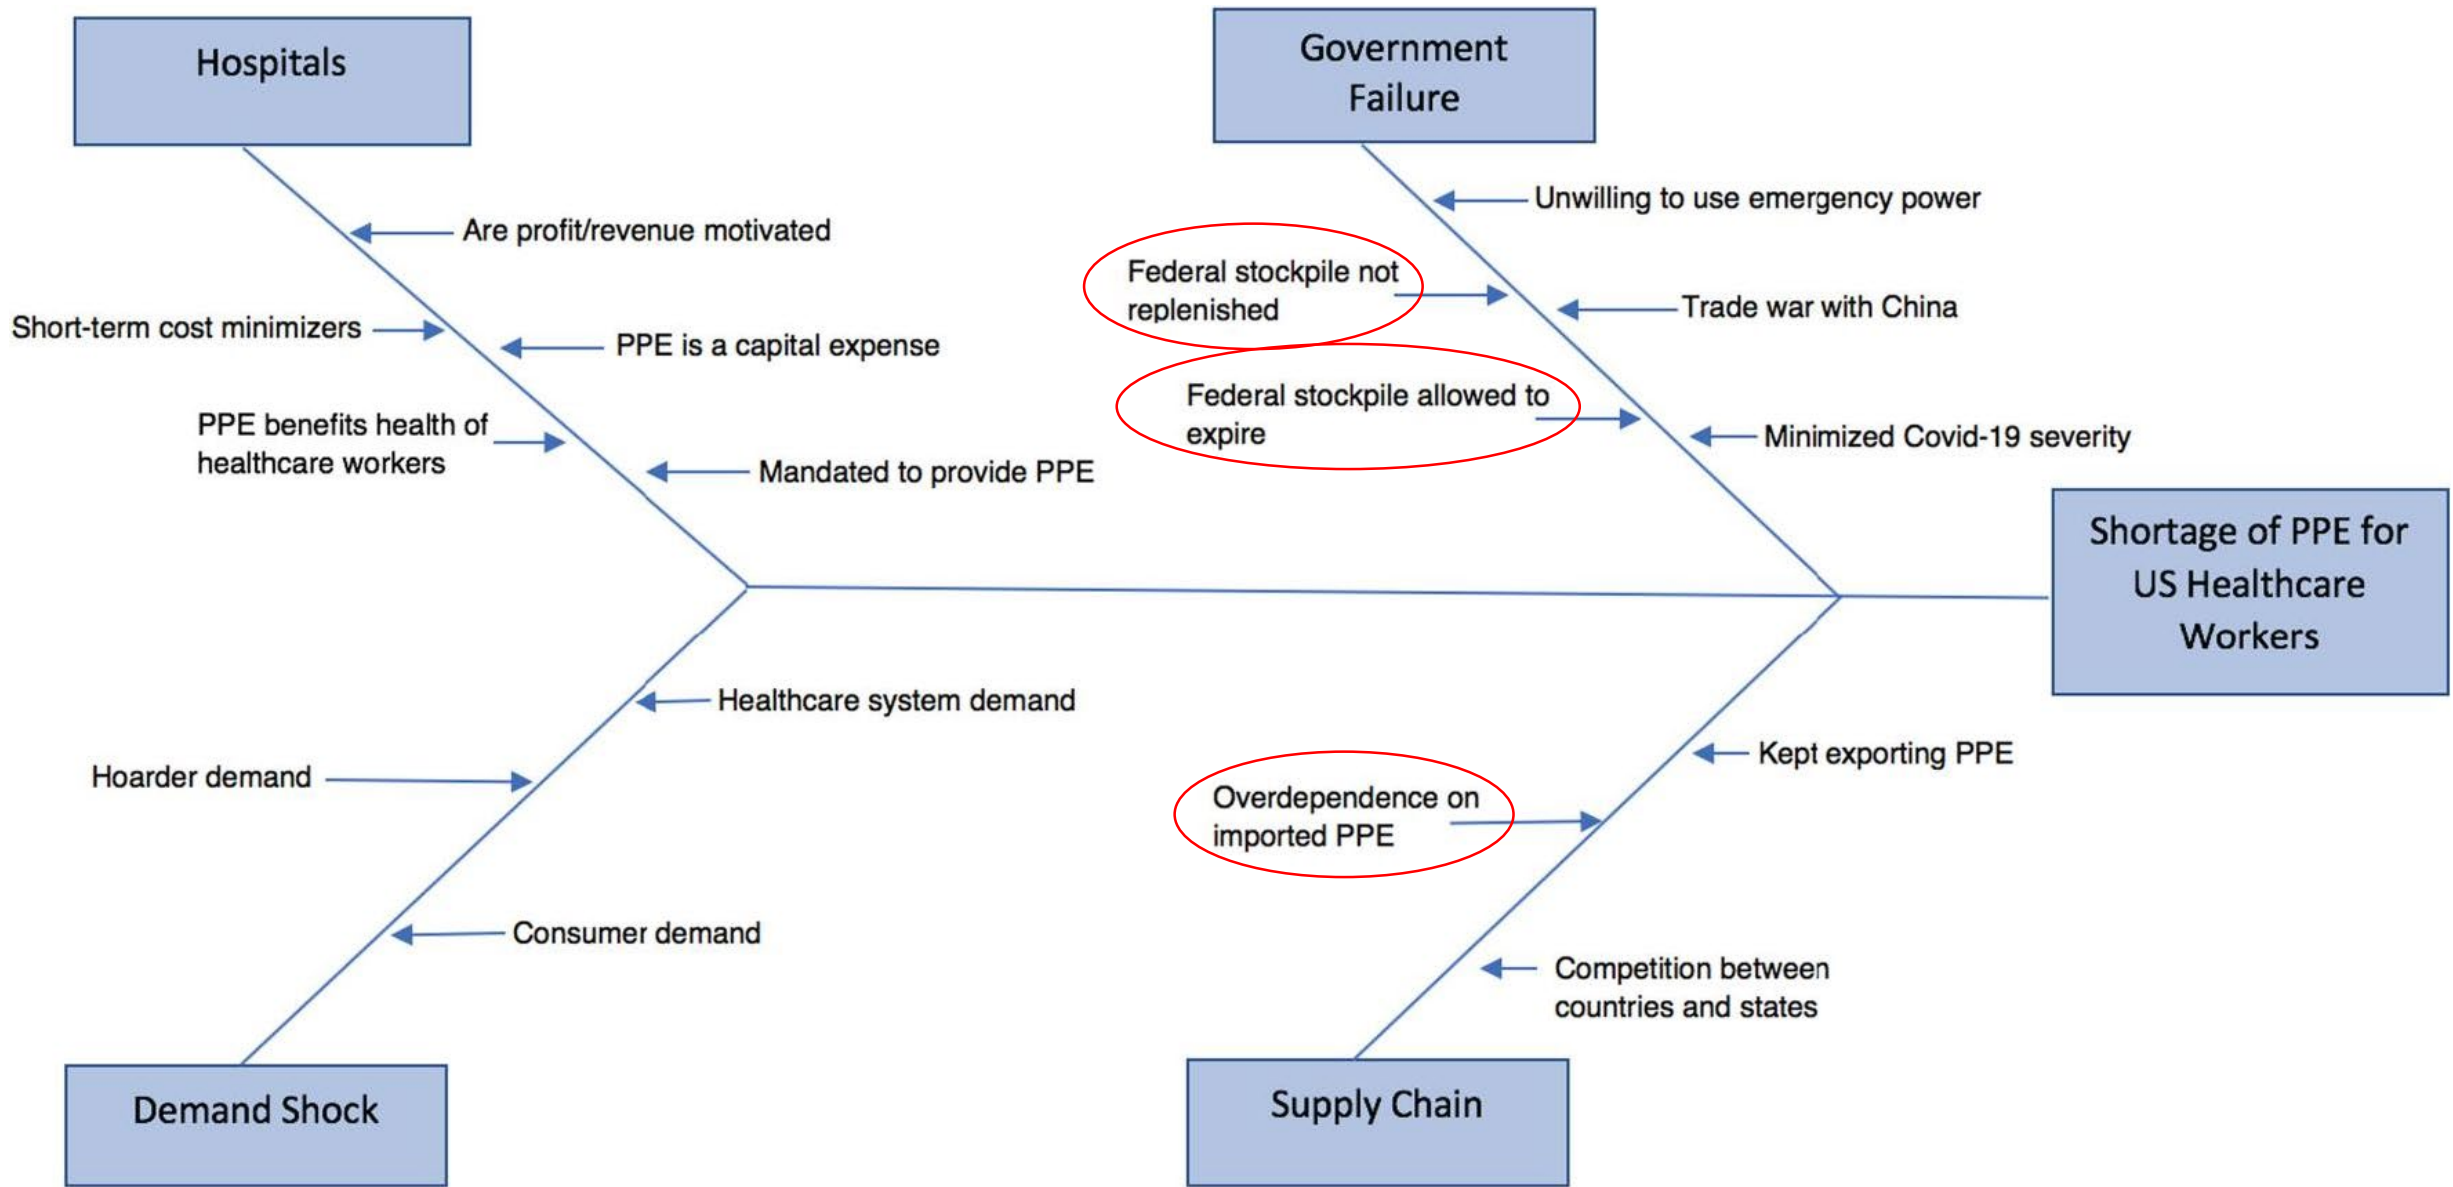 Hospitals
Government
Failure
Are profit/revenue motivated
Short-term cost minimizers
PPE is a capital expense
PPE benefits health of
healthcare workers
Mandated to provide PPE
Unwilling to use emergency power
Federal stockpile not
replenished
Trade war with China
Federal stockpile allowed to
expire
Minimized Covid-19 severity
Shortage of PPE for
US Healthcare
Workers
Healthcare system demand
Hoarder demand
Consumer demand
Kept exporting PPE
Overdependence on
imported PPE
Competition between
countries and states
Demand Shock
Supply Chain